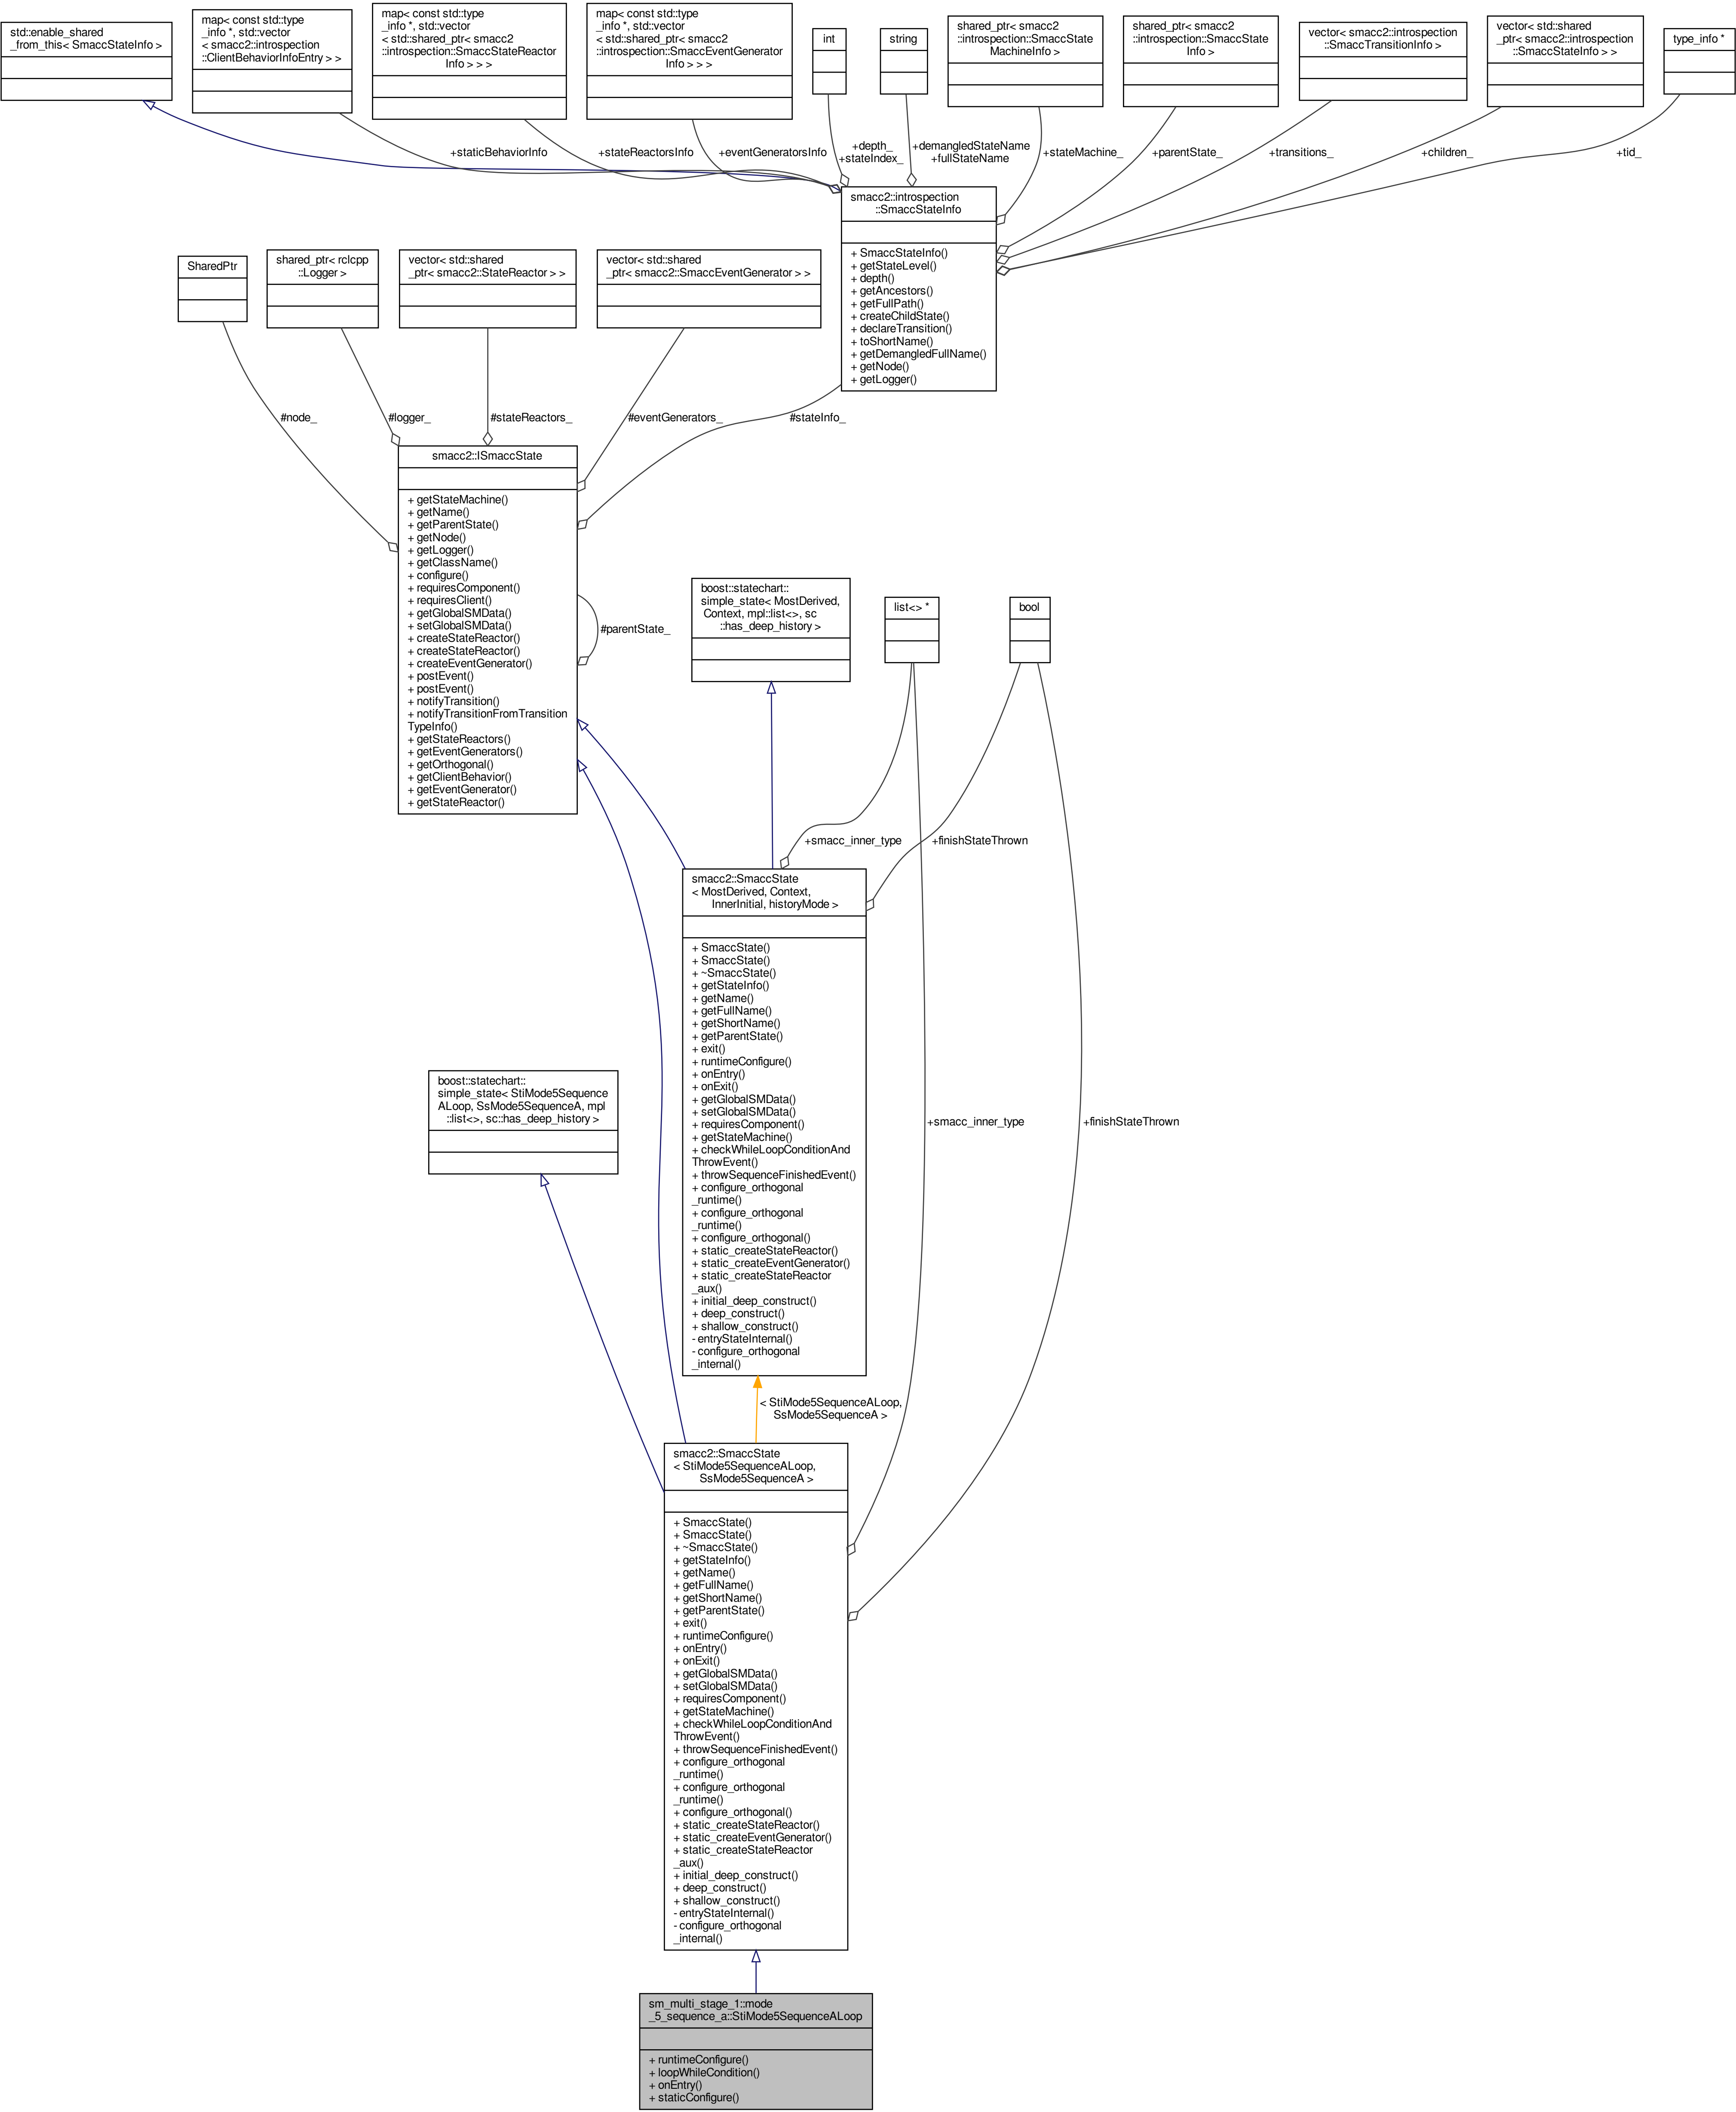 std::enable_shared
_from_this< SmaccStateInfo >
map< const std::type
_info *, std::vector
< smacc2::introspection
::ClientBehaviorInfoEntry > >
map< const std::type
_info *, std::vector
< std::shared_ptr< smacc2
::introspection::SmaccStateReactor
Info > > >
map< const std::type
_info *, std::vector
< std::shared_ptr< smacc2
::introspection::SmaccEventGenerator
Info > > >
int
string
shared_ptr< smacc2
::introspection::SmaccState
MachineInfo >
shared_ptr< smacc2
::introspection::SmaccState
Info >
vector< smacc2::introspection
::SmaccTransitionInfo >
vector< std::shared
_ptr< smacc2::introspection
::SmaccStateInfo > >
type_info *
+staticBehaviorInfo
+stateReactorsInfo
+eventGeneratorsInfo
+depth_
+stateIndex_
+demangledStateName
+fullStateName
+stateMachine_
+parentState_
+transitions_
+children_
+tid_
smacc2::introspection
::SmaccStateInfo
+ SmaccStateInfo()
+ getStateLevel()
+ depth()
+ getAncestors()
+ getFullPath()
+ createChildState()
+ declareTransition()
+ toShortName()
+ getDemangledFullName()
+ getNode()
+ getLogger()
SharedPtr
shared_ptr< rclcpp
::Logger >
vector< std::shared
_ptr< smacc2::StateReactor > >
vector< std::shared
_ptr< smacc2::SmaccEventGenerator > >
#node_
#logger_
#stateReactors_
#eventGenerators_
#stateInfo_
smacc2::ISmaccState
+ getStateMachine()
+ getName()
+ getParentState()
+ getNode()
+ getLogger()
+ getClassName()
+ configure()
+ requiresComponent()
+ requiresClient()
+ getGlobalSMData()
+ setGlobalSMData()
+ createStateReactor()
+ createStateReactor()
+ createEventGenerator()
+ postEvent()
+ postEvent()
+ notifyTransition()
+ notifyTransitionFromTransition
TypeInfo()
+ getStateReactors()
+ getEventGenerators()
+ getOrthogonal()
+ getClientBehavior()
+ getEventGenerator()
+ getStateReactor()
#parentState_
boost::statechart::
simple_state< MostDerived,
Context, mpl::list<>, sc
::has_deep_history >
list<> *
bool
+smacc_inner_type
+finishStateThrown
smacc2::SmaccState
< MostDerived, Context,
InnerInitial, historyMode >
+ SmaccState()
+ SmaccState()
+ ~SmaccState()
+ getStateInfo()
+ getName()
+ getFullName()
+ getShortName()
+ getParentState()
+ exit()
+ runtimeConfigure()
+ onEntry()
+ onExit()
+ getGlobalSMData()
+ setGlobalSMData()
+ requiresComponent()
+ getStateMachine()
+ checkWhileLoopConditionAnd
ThrowEvent()
+ throwSequenceFinishedEvent()
+ configure_orthogonal
_runtime()
+ configure_orthogonal
_runtime()
+ configure_orthogonal()
+ static_createStateReactor()
+ static_createEventGenerator()
+ static_createStateReactor
_aux()
+ initial_deep_construct()
+ deep_construct()
+ shallow_construct()
- entryStateInternal()
- configure_orthogonal
_internal()
boost::statechart::
simple_state< StiMode5Sequence
ALoop, SsMode5SequenceA, mpl
::list<>, sc::has_deep_history >
+smacc_inner_type
+finishStateThrown
< StiMode5SequenceALoop,
SsMode5SequenceA >
smacc2::SmaccState
< StiMode5SequenceALoop,
SsMode5SequenceA >
+ SmaccState()
+ SmaccState()
+ ~SmaccState()
+ getStateInfo()
+ getName()
+ getFullName()
+ getShortName()
+ getParentState()
+ exit()
+ runtimeConfigure()
+ onEntry()
+ onExit()
+ getGlobalSMData()
+ setGlobalSMData()
+ requiresComponent()
+ getStateMachine()
+ checkWhileLoopConditionAnd
ThrowEvent()
+ throwSequenceFinishedEvent()
+ configure_orthogonal
_runtime()
+ configure_orthogonal
_runtime()
+ configure_orthogonal()
+ static_createStateReactor()
+ static_createEventGenerator()
+ static_createStateReactor
_aux()
+ initial_deep_construct()
+ deep_construct()
+ shallow_construct()
- entryStateInternal()
- configure_orthogonal
_internal()
sm_multi_stage_1::mode
_5_sequence_a::StiMode5SequenceALoop
+ runtimeConfigure()
+ loopWhileCondition()
+ onEntry()
+ staticConfigure()